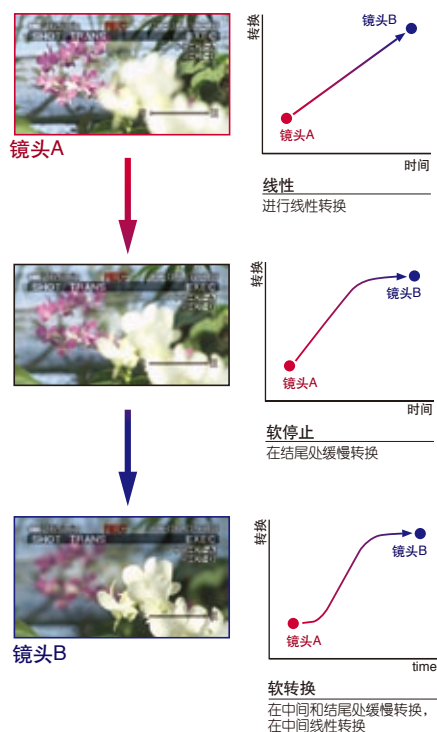 SHOT TRANS EXEC
镜头A
转换
镜头B
镜头A
时间
线性
进行线性转换
SHOT TRANS EXEC
转换
镜头B
镜头A
时间
软停止
在结尾处缓慢转换
SHOT TRANS EXEC
镜头B
转换
镜头B
镜头A
time
软转换
在中间和结尾处缓慢转换，
在中间线性转换